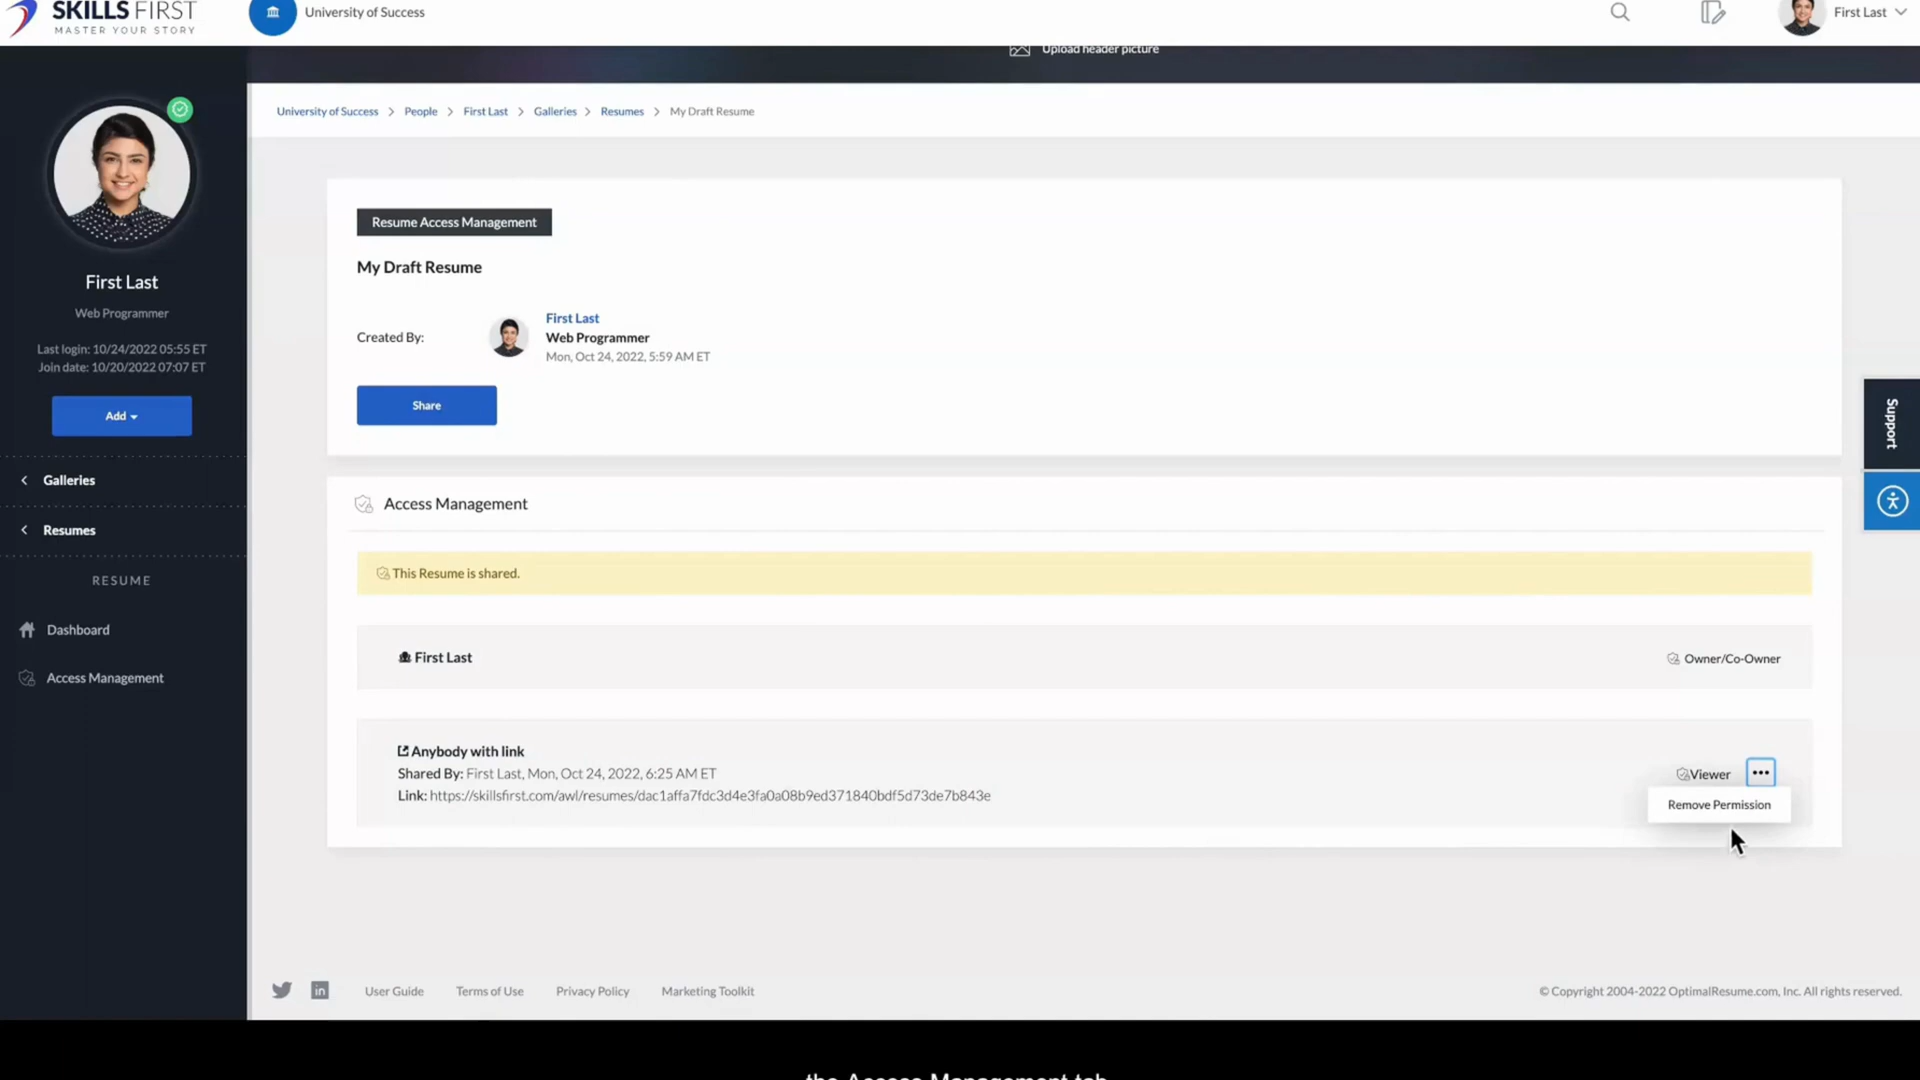 SKILLS FIRST
MASTER YOUR STORY
University of Success
First Last
Upload header picture
University of Success > People > First Last > Galleries > Resumes > My Draft Resume
First Last
Web Programmer
Last login: 10/24/2022 05:55 ET
Join date: 10/20/2022 07:07 ET
Add
Galleries
Resumes
RESUME
Dashboard
Access Management
Resume Access Management
My Draft Resume
Created By:
First Last
Web Programmer
Mon, Oct 24, 2022, 5:59 AM ET
Share
Access Management
This Resume is shared.
First Last
Owner/Co-Owner
Anybody with link
Shared By: First Last, Mon, Oct 24, 2022, 6:25 AM ET
Link: https://skillsfirst.com/awl/resumes/dac1affa7fdc3d4e3fa0a08b9ed371840bdf5d73de7b843e
Viewer
Remove Permission
Support
User Guide
Terms of Use
Privacy Policy
Marketing Toolkit
© Copyright 2004-2022 OptimalResume.com, Inc. All rights reserved.
the Access Management tab